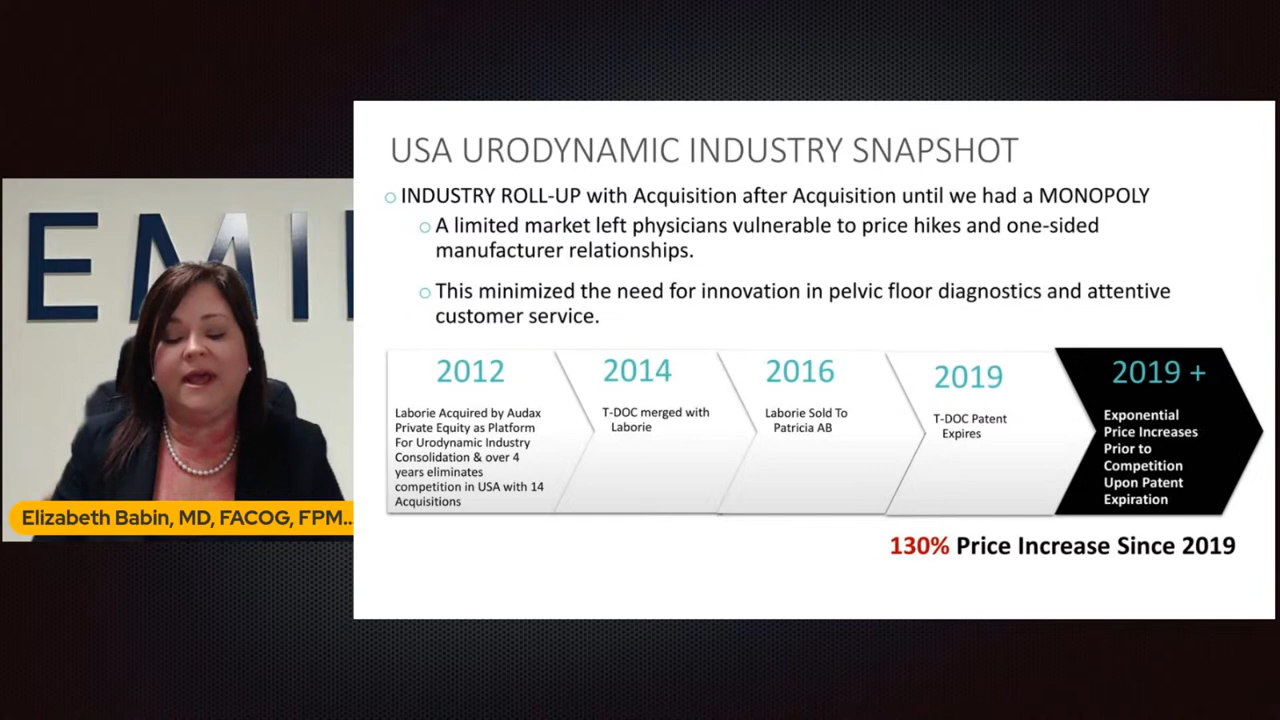 USA URODYNAMIC INDUSTRY SNAPSHOT
INDUSTRY ROLL-UP with Acquisition after Acquisition until we had a MONOPOLY
A limited market left physicians vulnerable to price hikes and one-sided
manufacturer relationships.
This minimized the need for innovation in pelvic floor diagnostics and attentive
customer service.
2012
Laborie Acquired by Audax
Private Equity as Platform
For Urodynamic Industry
Consolidation & over 4
years eliminates
competition in USA with 14
Acquisitions
2014
T-DOC merged with
Laborie
2016
Laborie Sold To
Patricia AB
2019
T-DOC Patent
Expires
2019 +
Exponential
Price Increases
Prior to
Competition
Upon Patent
Expiration
130% Price Increase Since 2019
EMI
Elizabeth Babin, MD, FACOG, FPM..